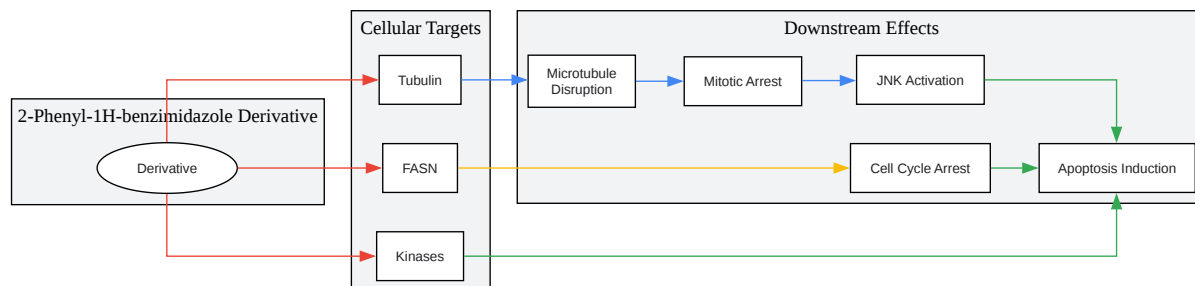 Cellular Targets
Downstream Effects
Tubulin
Microtubule
Disruption
Mitotic Arrest
JNK Activation
2-Phenyl-1H-benzimidazole Derivative
Derivative
FASN
Cell Cycle Arrest
Apoptosis Induction
Kinases